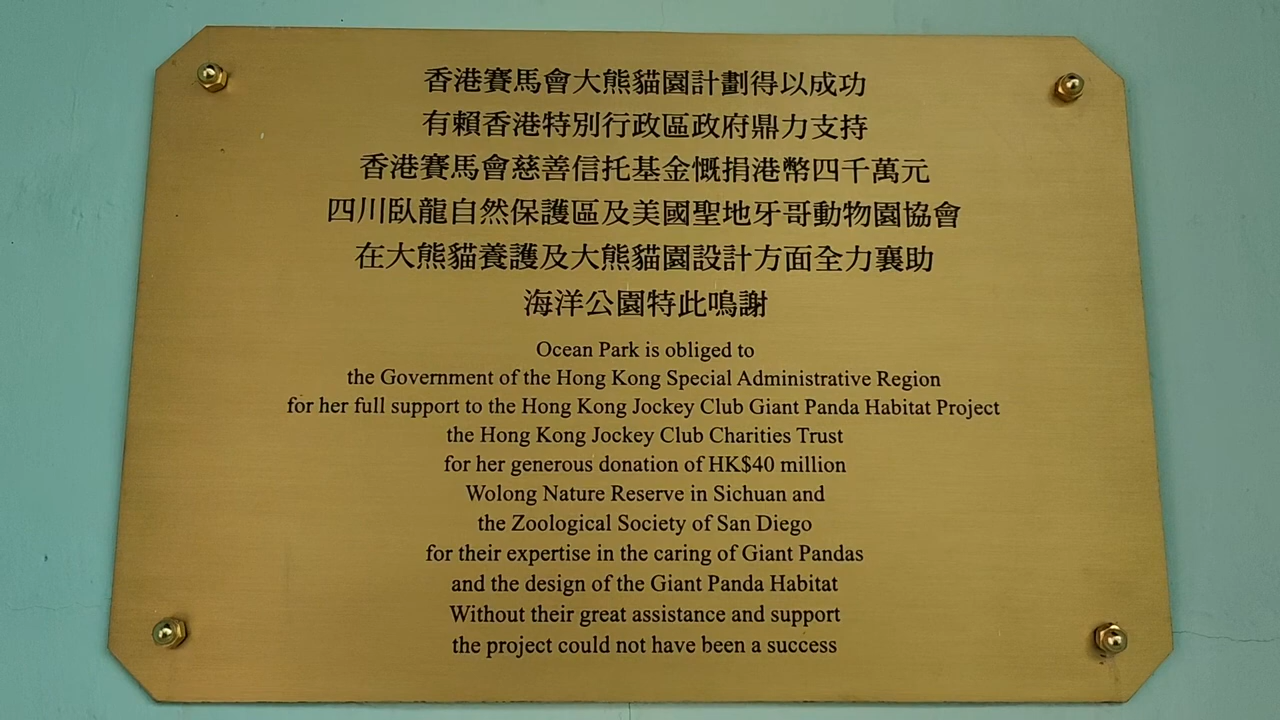 香港賽馬會大熊貓園計劃得以成功
有賴香港特別行政區政府鼎力支持
香港賽馬會慈善信托基金慨捐港幣四千萬元
四川臥龍自然保護區及美國聖地牙哥動物園協會
在大熊貓養護及大熊貓園設計方面全力襄助
海洋公園特此鳴謝
Ocean Park is obliged to
the Government of the Hong Kong Special Administrative Region
for her full support to the Hong Kong Jockey Club Giant Panda Habitat Project
the Hong Kong Jockey Club Charities Trust
for her generous donation of HK$40 million
Wolong Nature Reserve in Sichuan and
the Zoological Society of San Diego
for their expertise in the caring of Giant Pandas
and the design of the Giant Panda Habitat
Without their great assistance and support
the project could not have been a success